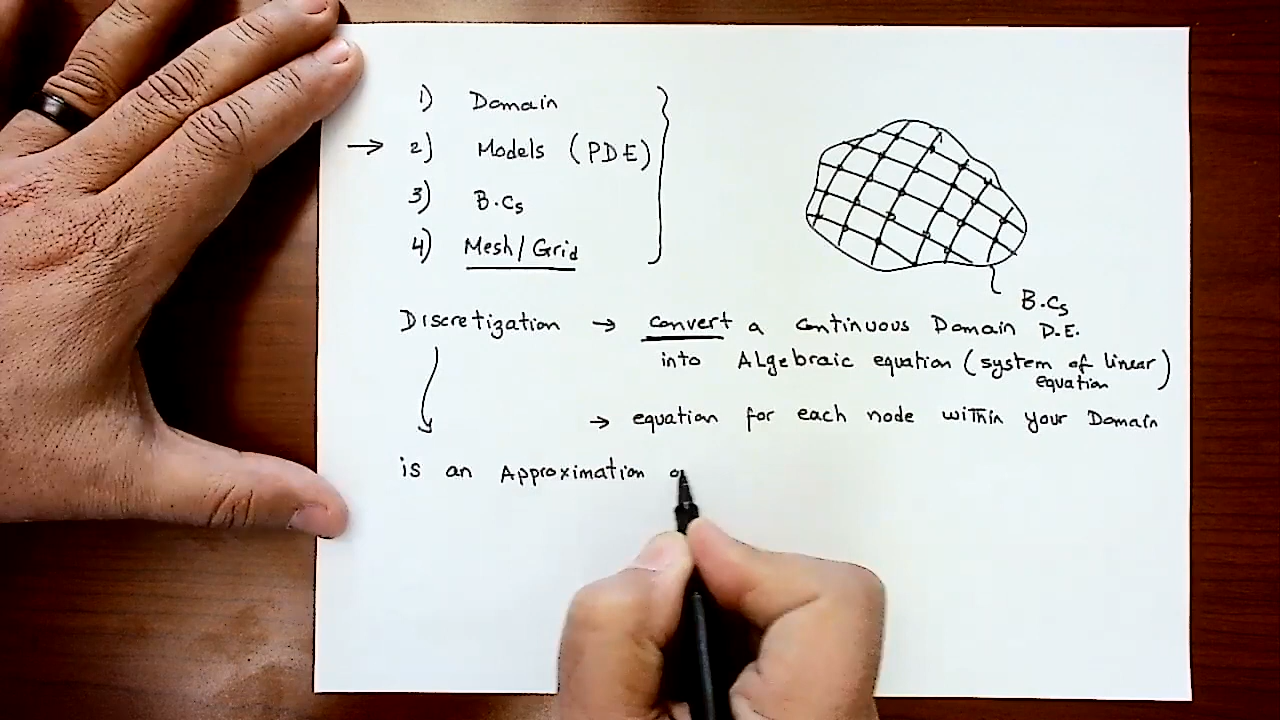 1) Domain
→ 2) Models (PDE)
3) B.Cs
4) Mesh/Grid
B.Cs
Discretization → convert a continuous Domain D.E.
into Algebraic equation (system of linear
equation)
→ equation for each node within your Domain
is an Approximation